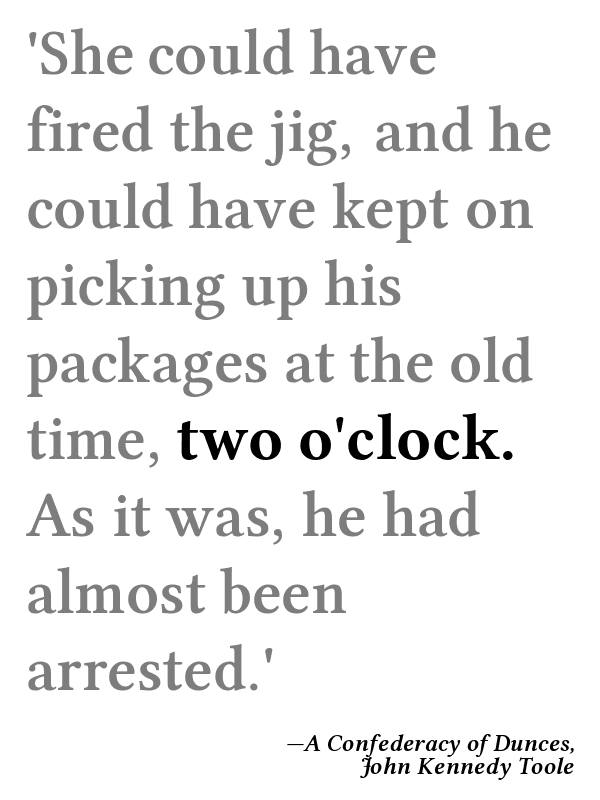 'She could have
fired the jig, and he
could have kept on
picking up his
packages at the old
time, two o'clock.
As it was, he had
almost been
arrested.'
—A Confederacy of Dunces,
John Kennedy Toole